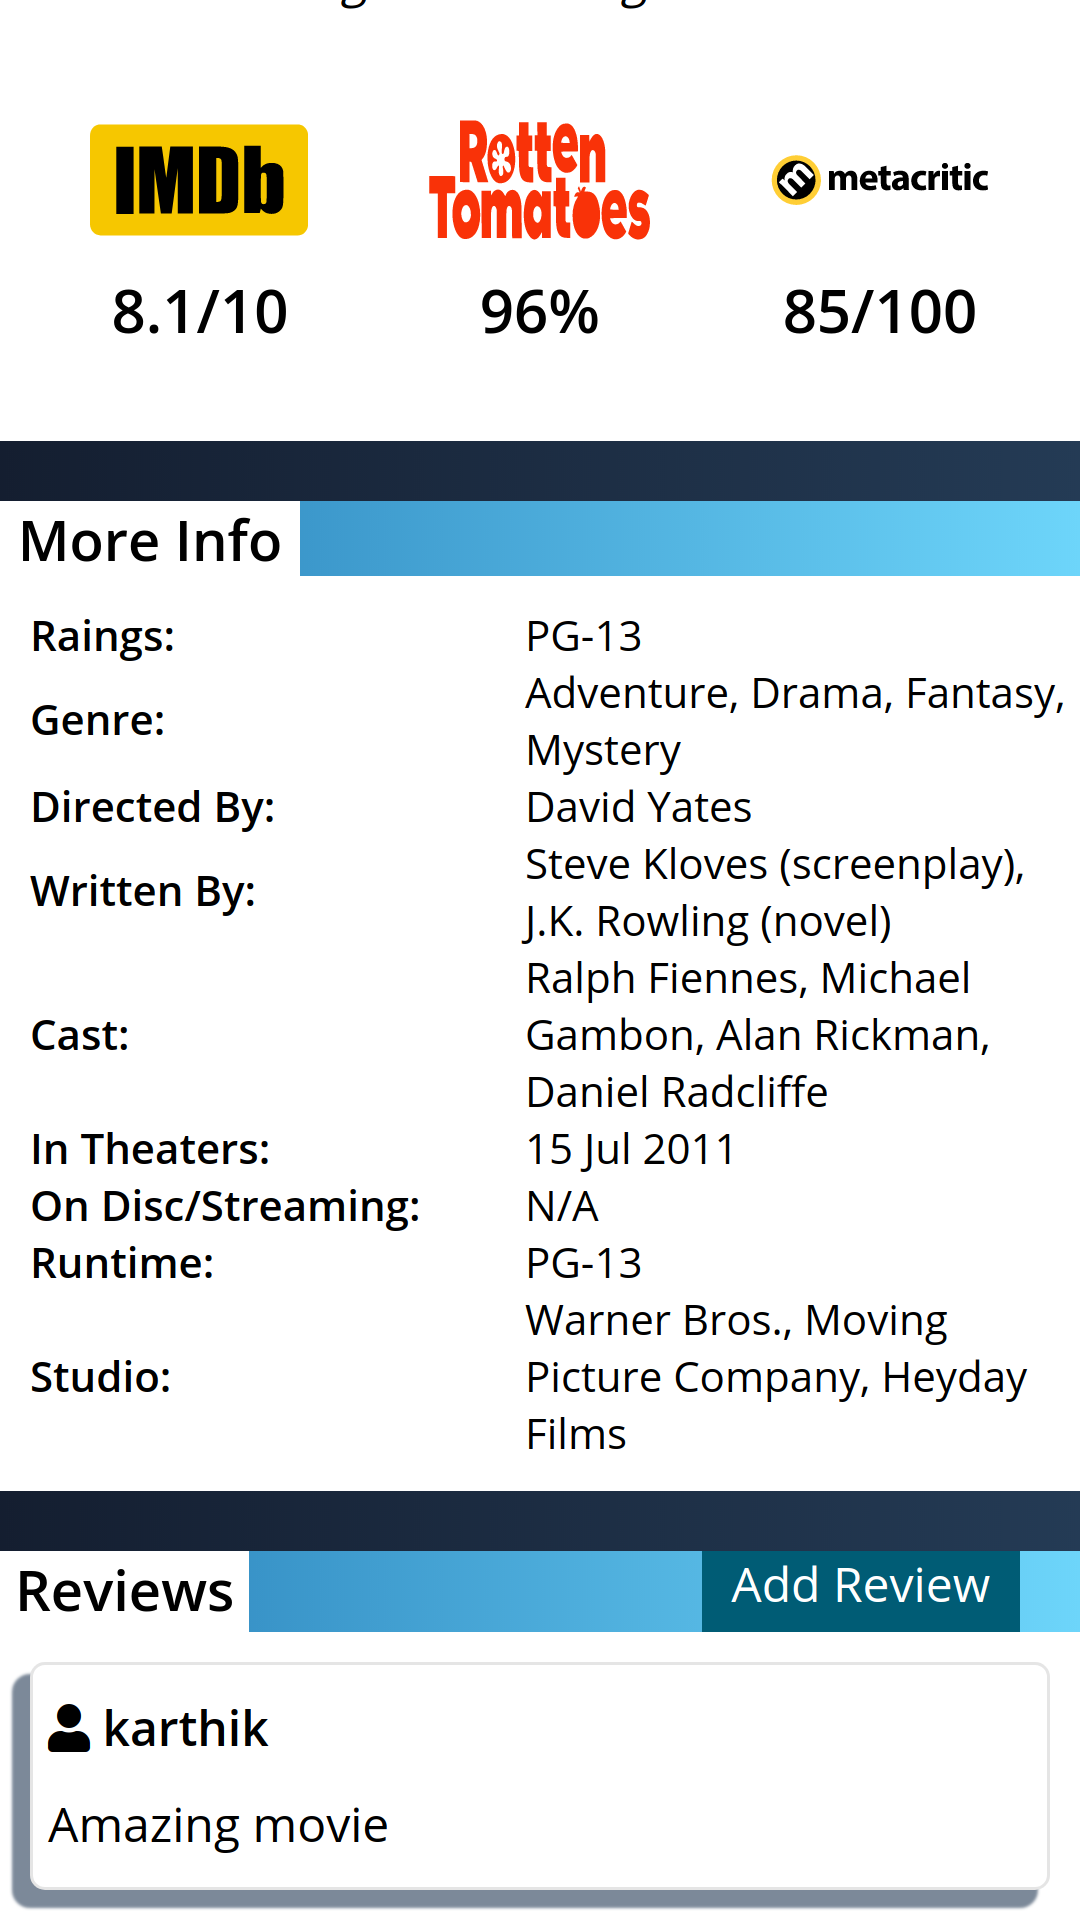 IMDb
Rotten
Tomatoes
metacritic
8.1/10
96%
85/100
More Info
Raings:
PG-13
Genre:
Adventure, Drama, Fantasy,
Mystery
Directed By:
David Yates
Written By:
Steve Kloves (screenplay),
J.K. Rowling (novel)
Cast:
Ralph Fiennes, Michael
Gambon, Alan Rickman,
Daniel Radcliffe
In Theaters:
15 Jul 2011
On Disc/Streaming:
N/A
Runtime:
PG-13
Studio:
Warner Bros., Moving
Picture Company, Heyday
Films
Reviews
Add Review
karthik
Amazing movie